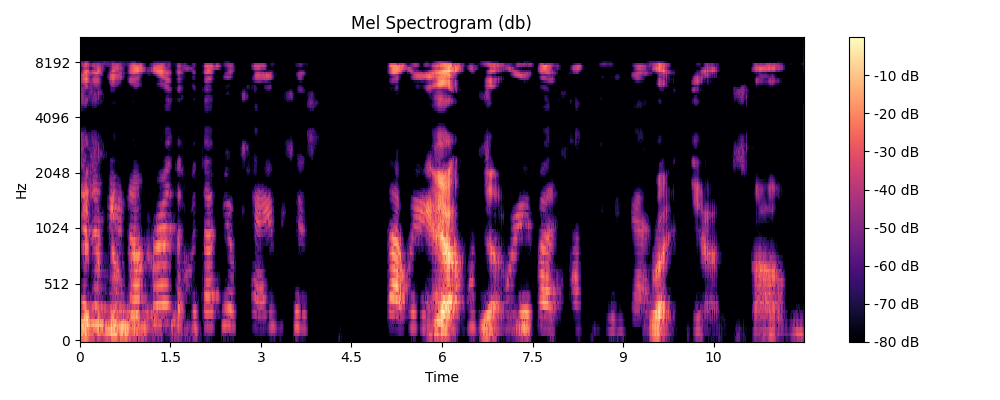 Mel Spectrogram (db)
8192
4096
2048
1024
512
0
Hz
0 1.5 3 4.5 6 7.5 9 10
Time
-10 dB
-20 dB
-30 dB
-40 dB
-50 dB
-60 dB
-70 dB
-80 dB